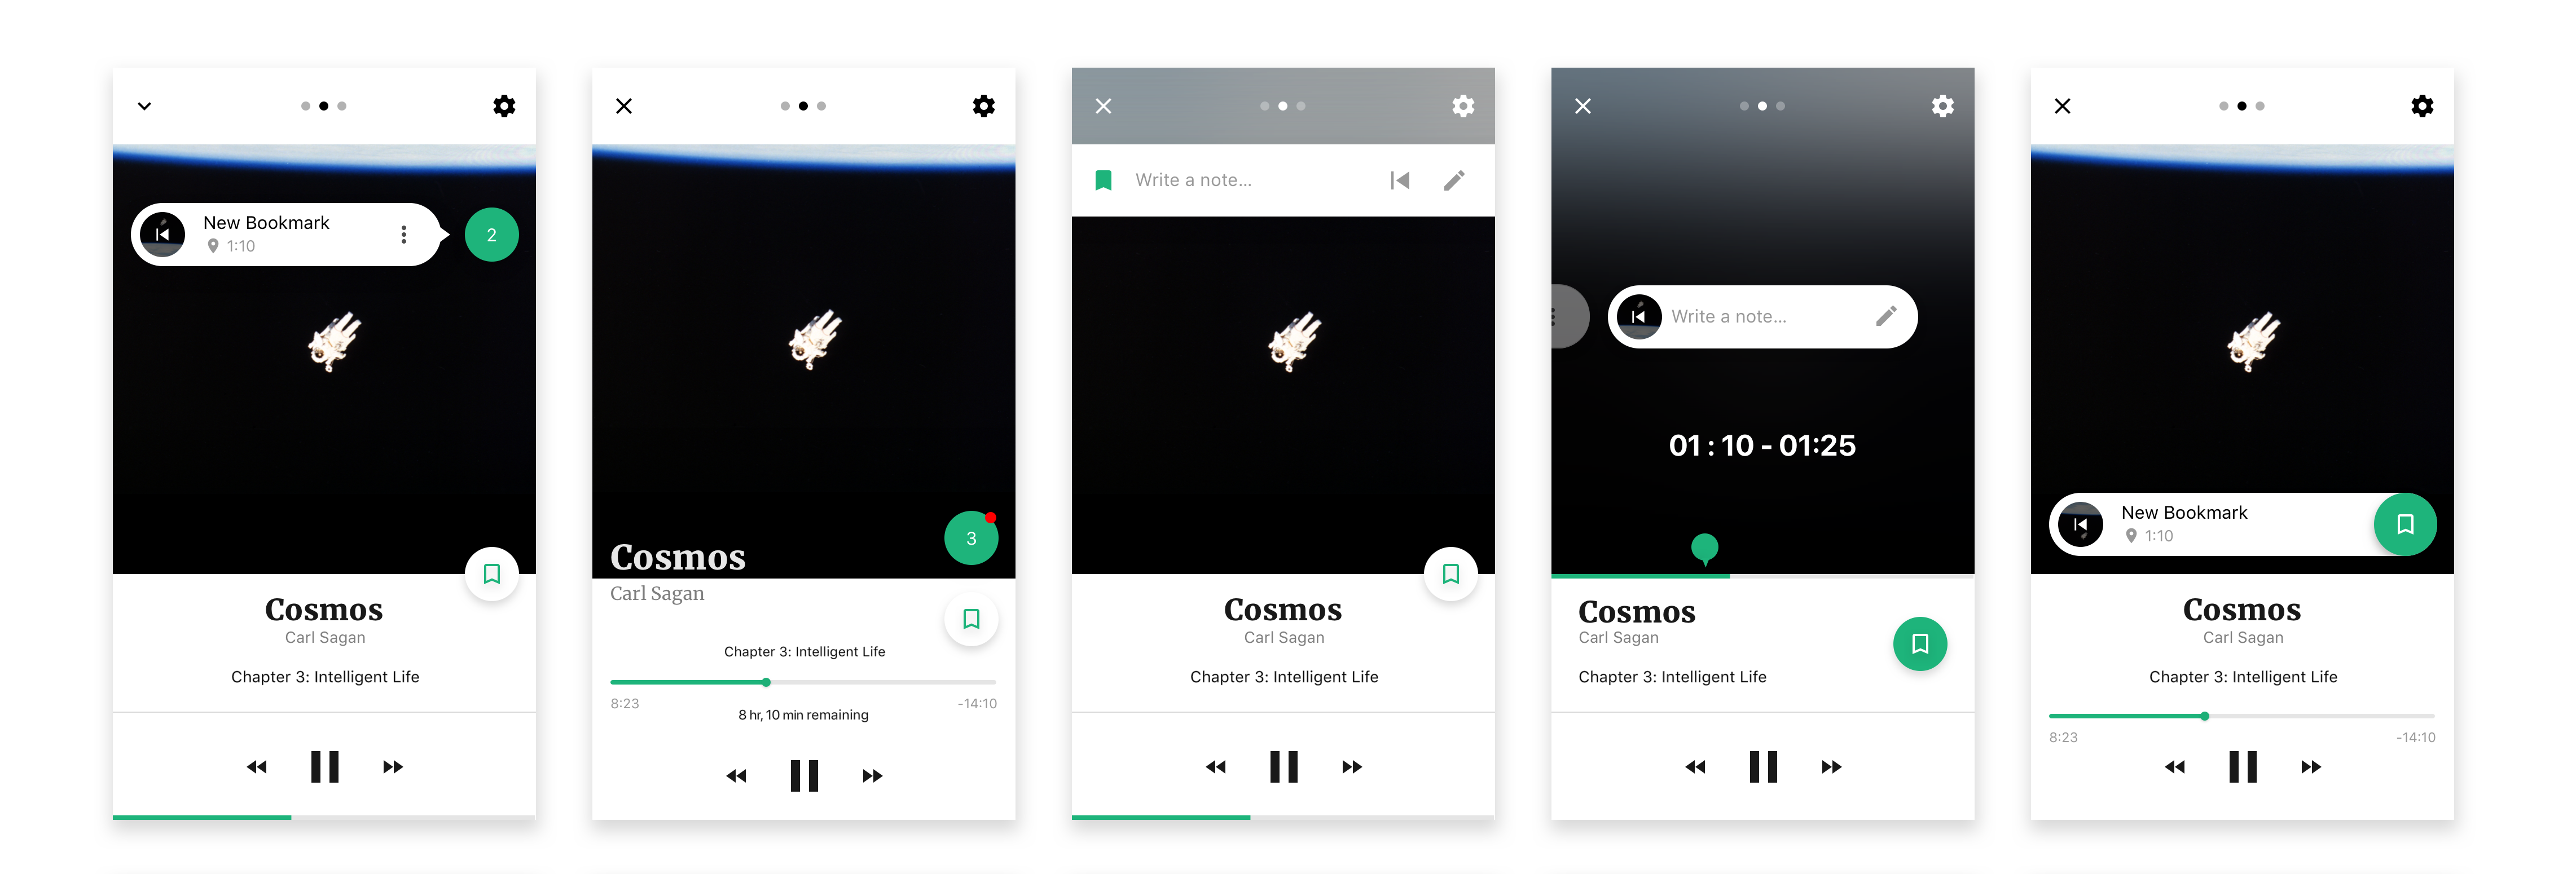 New Bookmark
1:10
2
Cosmos
Carl Sagan
Chapter 3: Intelligent Life
3
Cosmos
Carl Sagan
Chapter 3: Intelligent Life
8:23
-14:10
8 hr, 10 min remaining
Write a note...
Cosmos
Carl Sagan
Chapter 3: Intelligent Life
Write a note...
01 : 10 - 01:25
Cosmos
Carl Sagan
Chapter 3: Intelligent Life
New Bookmark
1:10
Cosmos
Carl Sagan
Chapter 3: Intelligent Life
8:23
-14:10